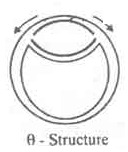 θ - Structure